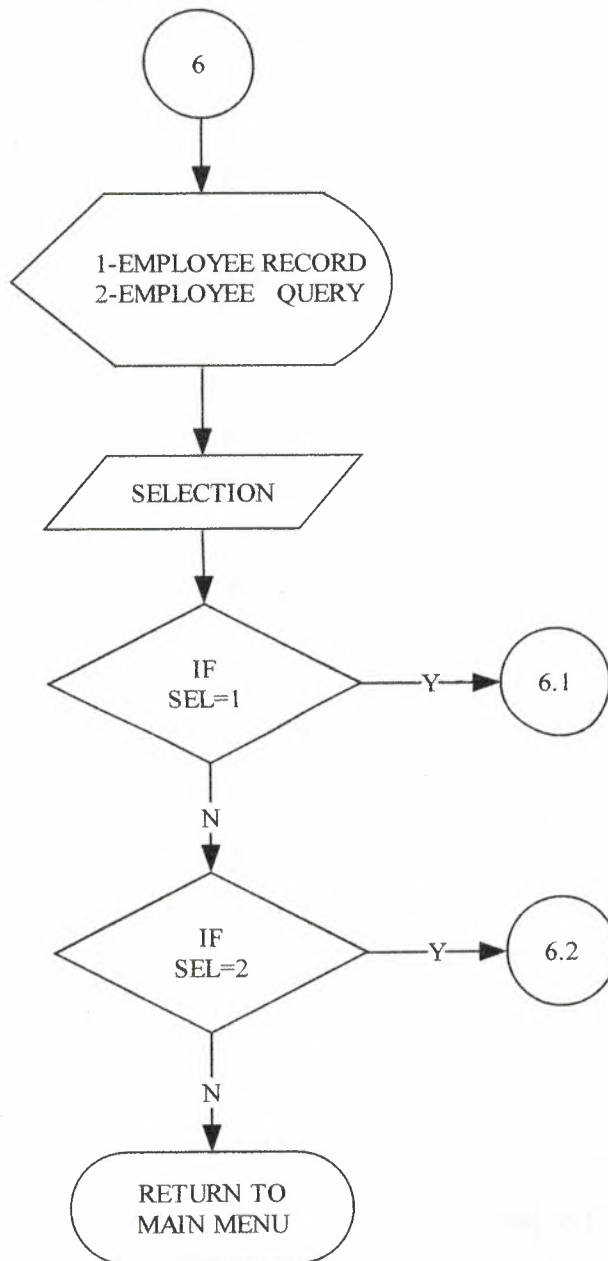 6
1-EMPLOYEE RECORD
2-EMPLOYEE QUERY
SELECTION
IF
SEL=1
Y
6.1
N
IF
SEL=2
Y
6.2
N
RETURN TO
MAIN MENU